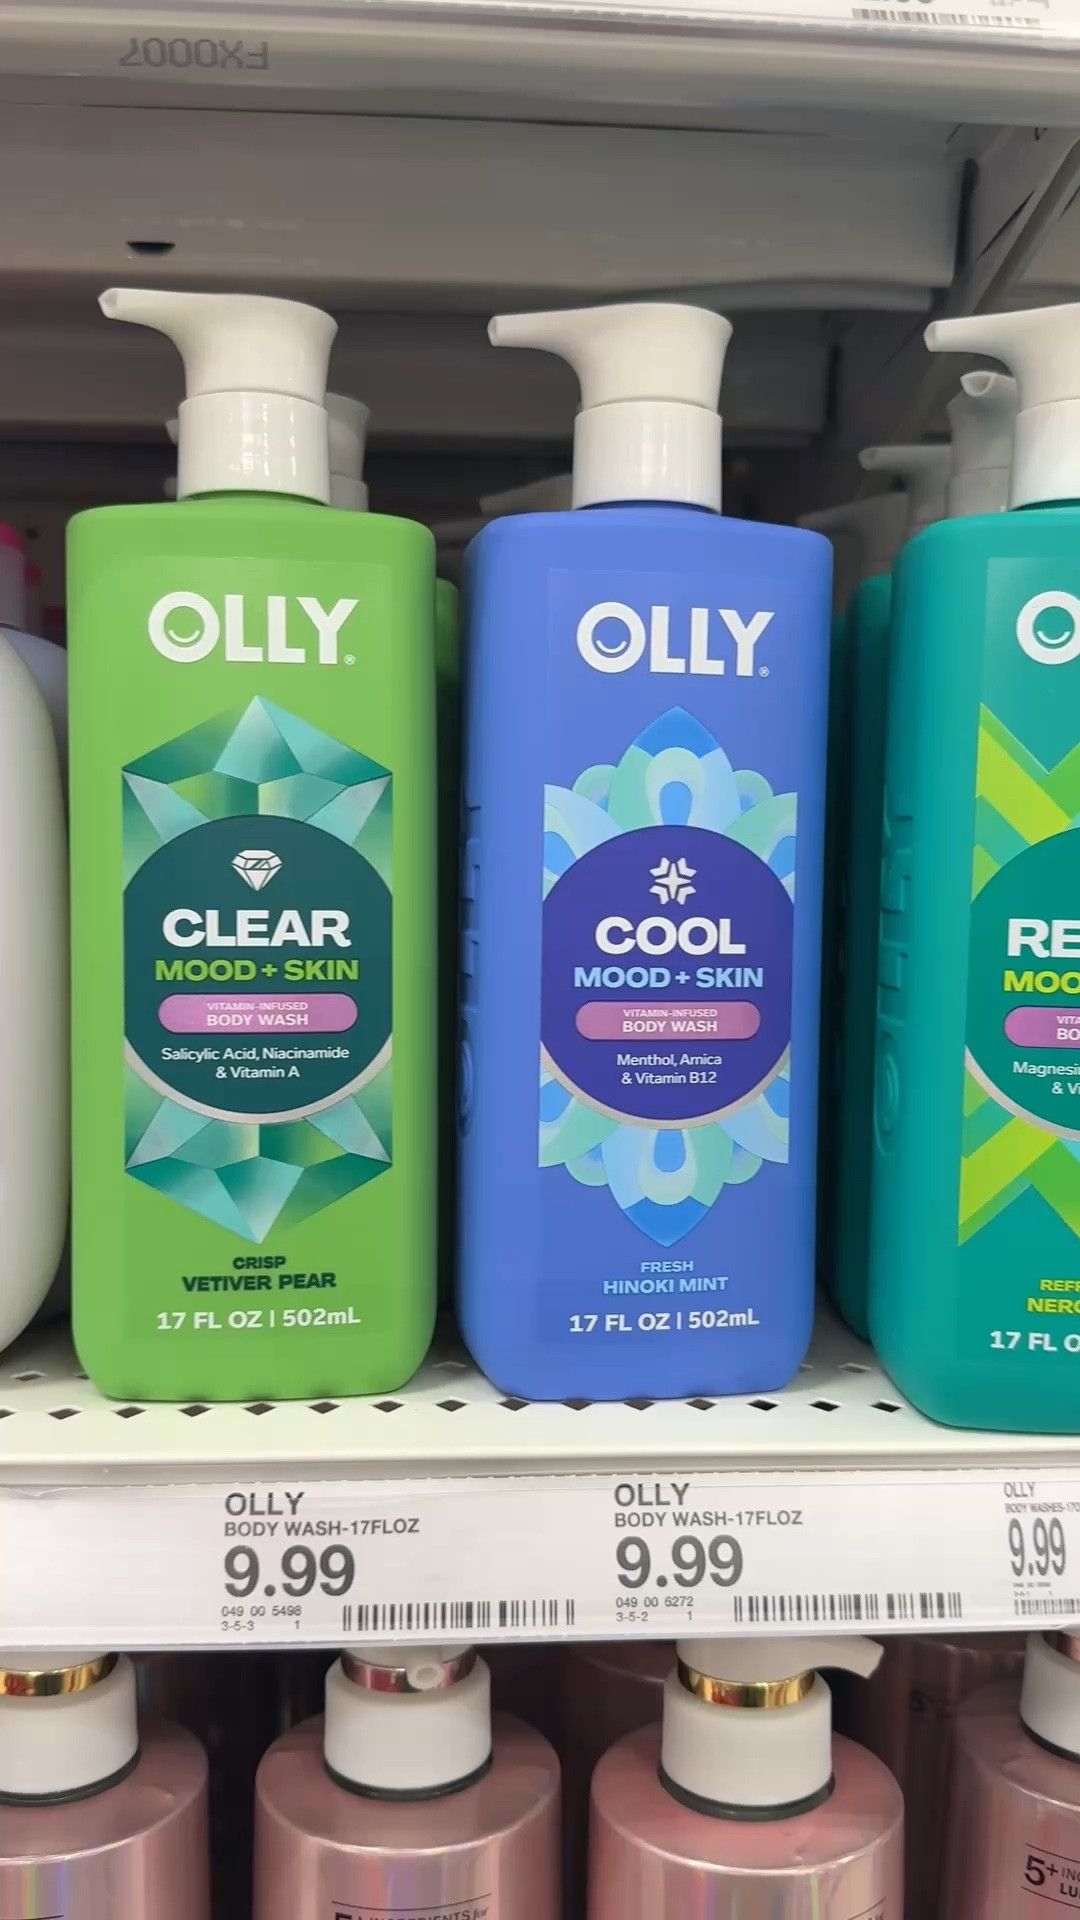 FX0007
OLLY®
CLEAR
MOOD + SKIN
VITAMIN-INFUSED
BODY WASH
Salicylic Acid, Niacinamide
& Vitamin A
CRISP
VETIVER PEAR
17 FL OZ | 502mL
OLLY®
COOL
MOOD + SKIN
VITAMIN-INFUSED
BODY WASH
Menthol, Arnica
& Vitamin B12
FRESH
HINOKI MINT
17 FL OZ | 502mL
OLLY
BODY WASH-17FLOZ
9.99
049 00 5498
3-5-3 1
OLLY
BODY WASH-17FLOZ
9.99
049 00 6272
3-5-2 1
OLLY
9.99
5+